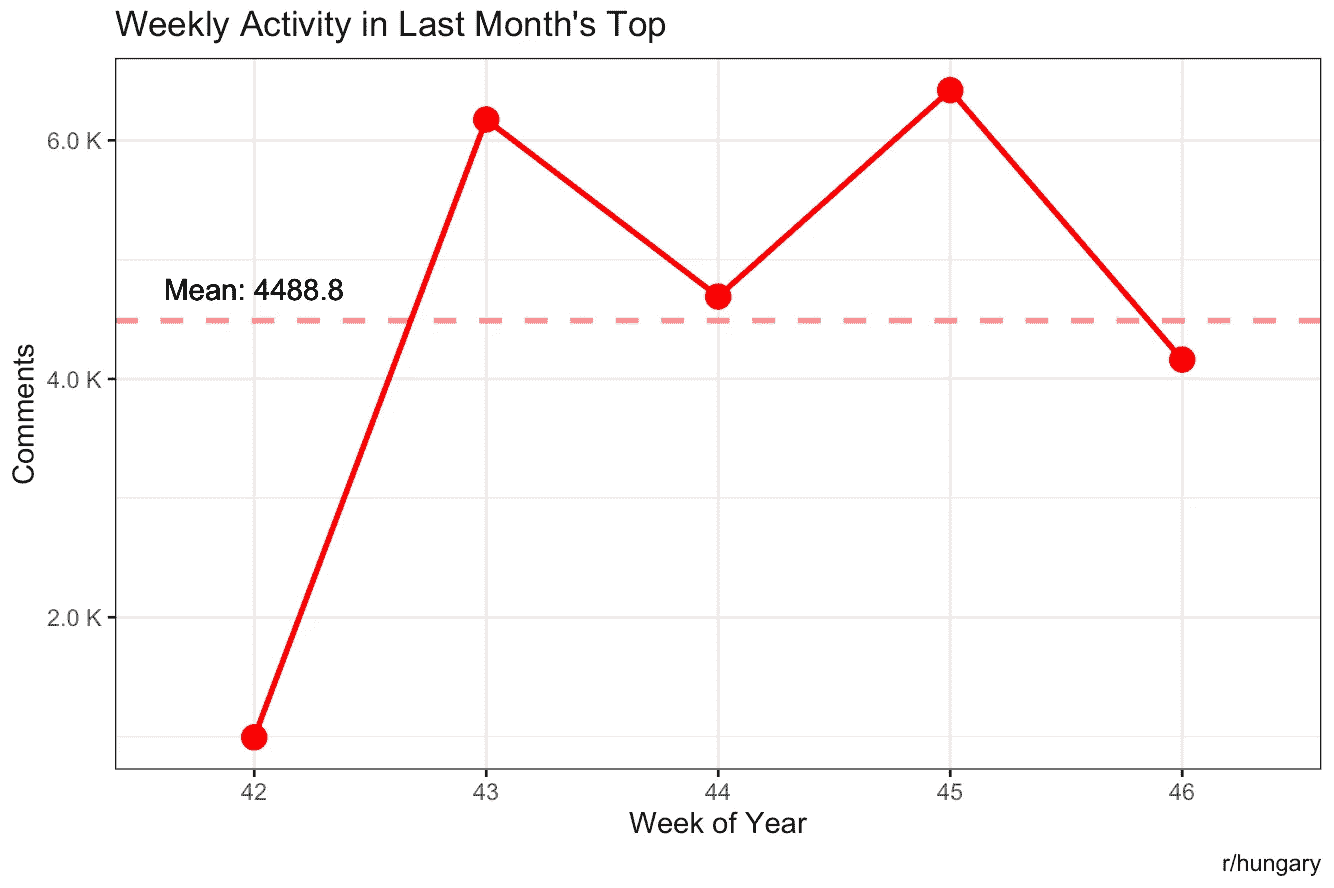 Weekly Activity in Last Month's Top
6.0 K
Mean: 4488.8
4.0 K
Comments
2.0 K
42 43 44 45 46
Week of Year
r/hungary